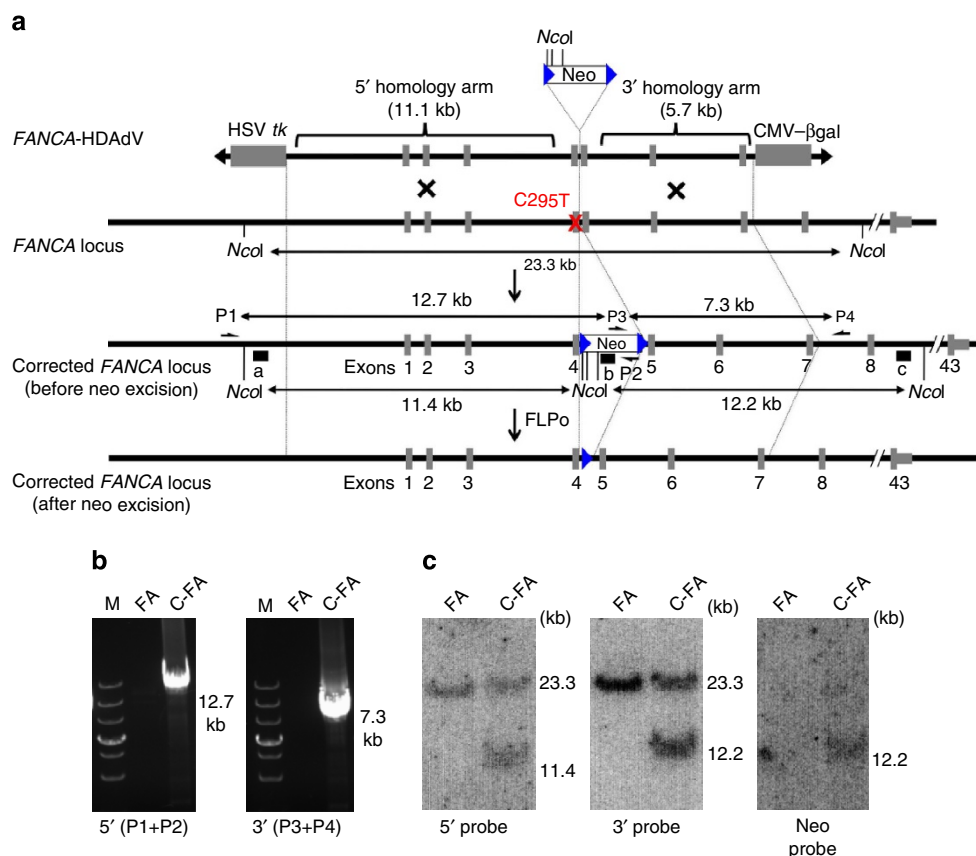 a
NcoI
Neo
5′ homology arm
(11.1 kb)
3′ homology arm
(5.7 kb)
HSV tk
CMV–βgal
FANCA-HDAdV
C295T
FANCA locus
NcoI
NcoI
23.3 kb
12.7 kb
7.3 kb
P1
P3
P4
Neo
Corrected FANCA locus
(before neo excision)
Exons 1 2 3 4 5 6 7 8 43
a
b
P2
c
NcoI
NcoI
NcoI
11.4 kb
12.2 kb
FLPo
Corrected FANCA locus
(after neo excision)
Exons 1 2 3 4 5 6 7 8 43
b
M FA C-FA
12.7
kb
5′ (P1+P2)
M FA C-FA
7.3
kb
3′ (P3+P4)
c
FA C-FA (kb)
23.3
11.4
5′ probe
FA C-FA (kb)
23.3
12.2
3′ probe
FA C-FA (kb)
12.2
Neo
probe